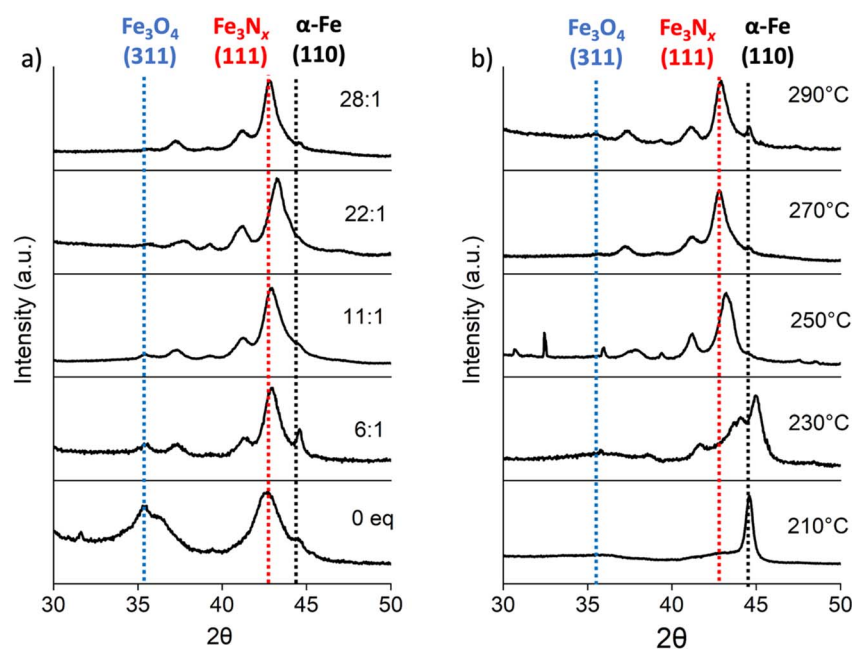 a)
Fe₃O₄ Fe₃Nₓ α-Fe
(311) (111) (110)
28:1
22:1
11:1
6:1
0 eq
Intensity (a.u.)
30 35 40 45 50
2θ
b)
Fe₃O₄ Fe₃Nₓ α-Fe
(311) (111) (110)
290°C
270°C
250°C
230°C
210°C
Intensity (a.u.)
30 35 40 45 50
2θ